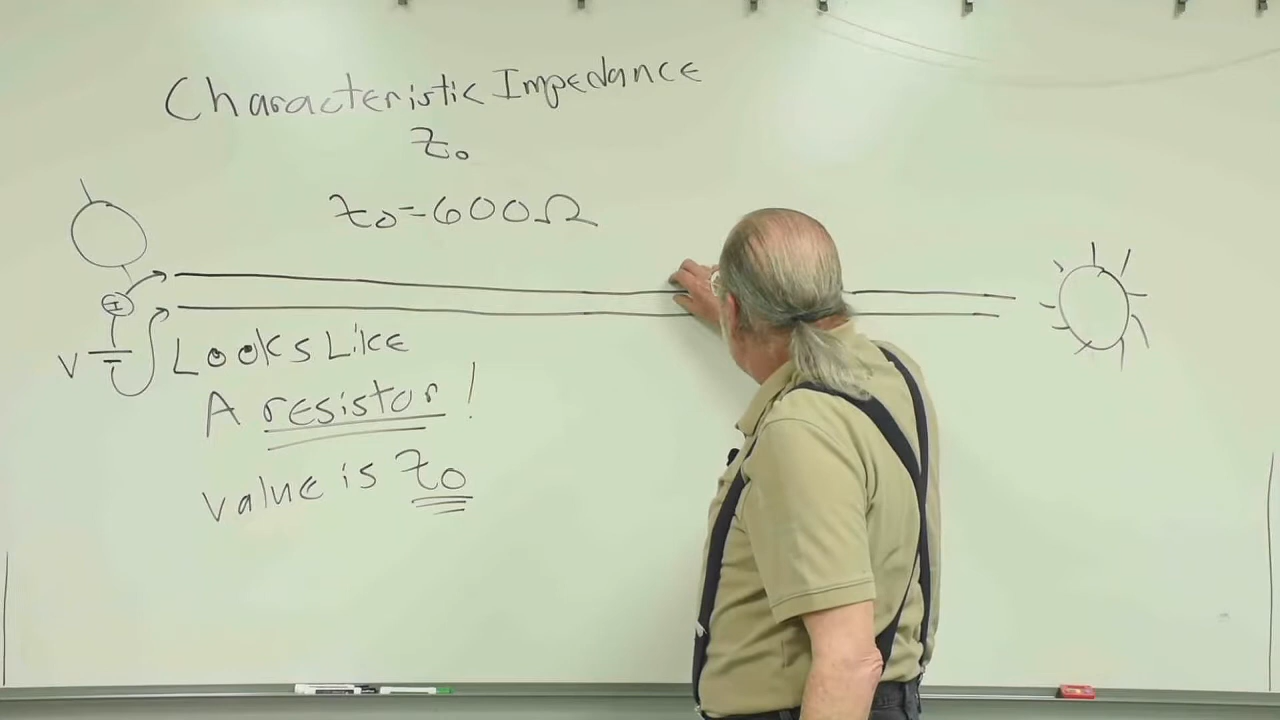 Characteristic Impedance
Zo
Zo=600Ω
I
V
Looks Like
A resistor!
value is Zo